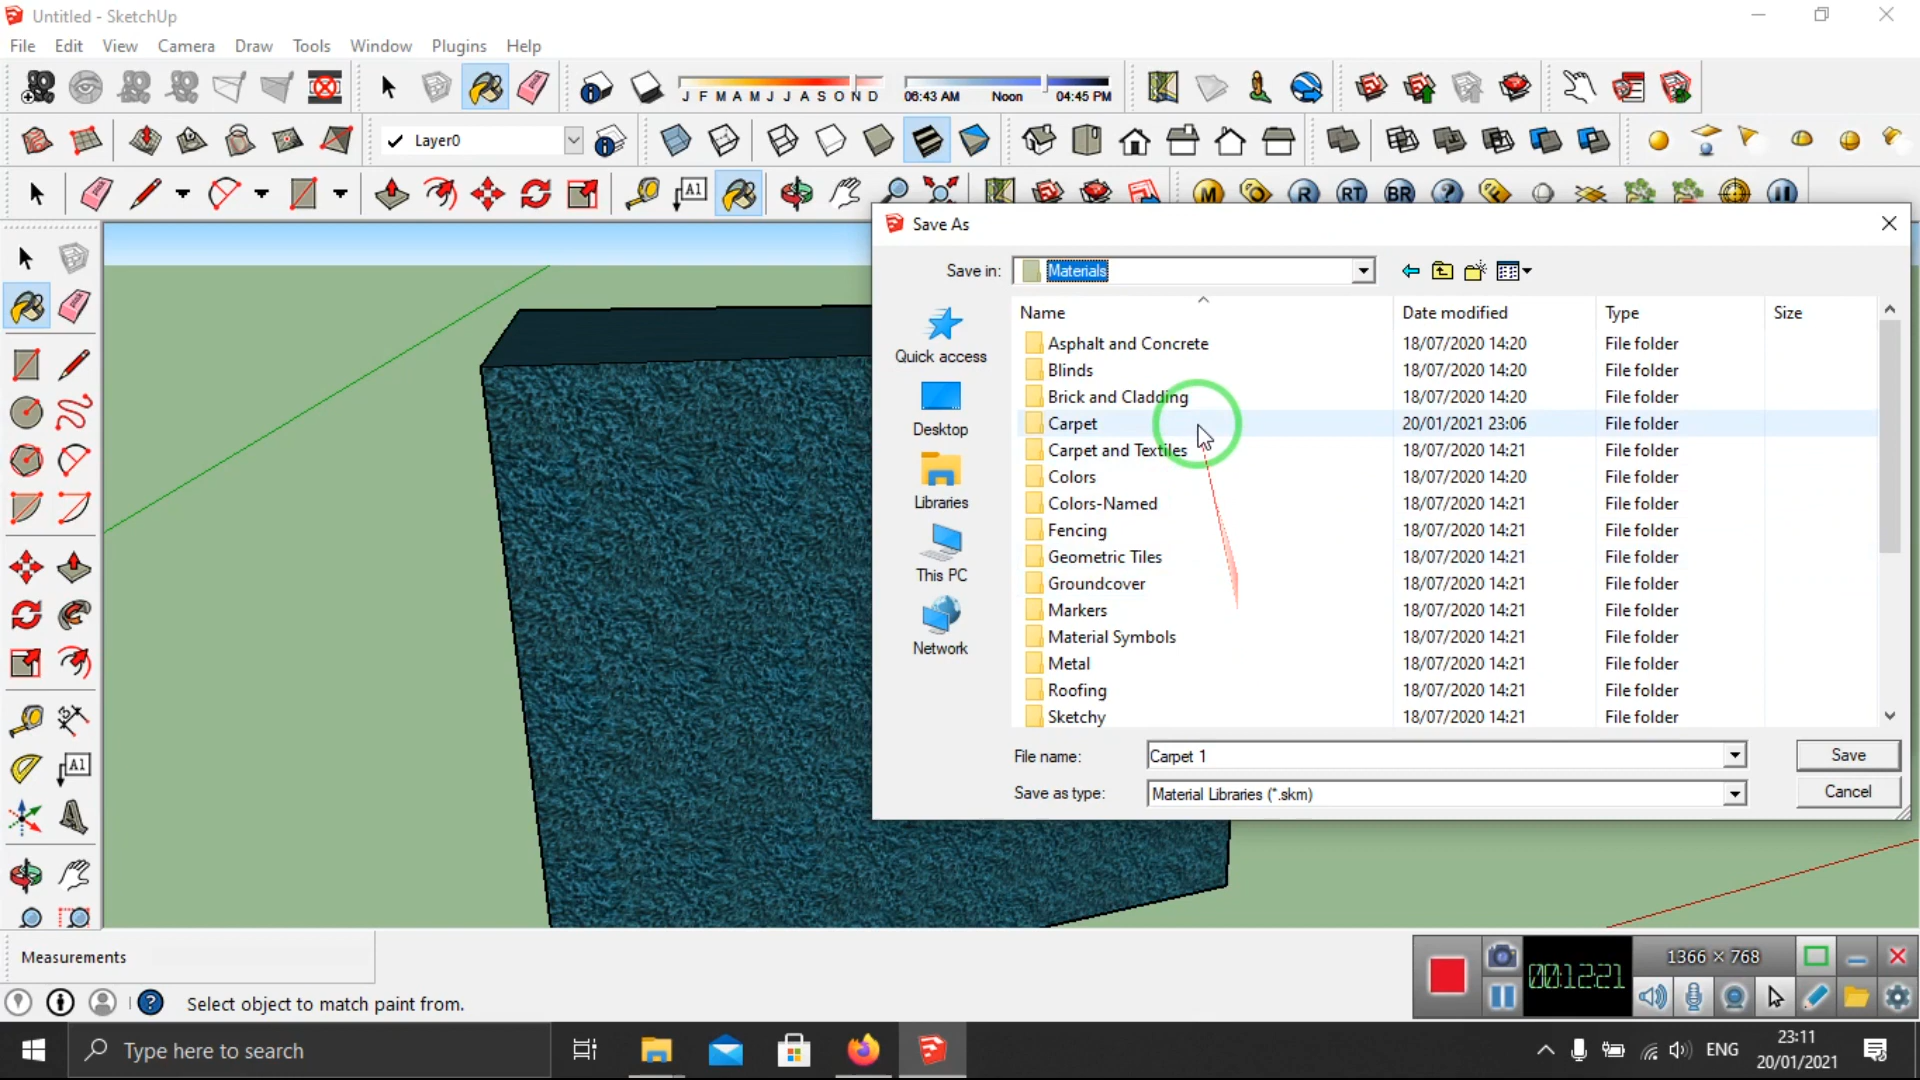 Untitled - SketchUp
File Edit View Camera Draw Tools Window Plugins Help
J F M A M J J A S O N D 06:43 AM Noon 04:45 PM
Layer0
A1 M R RT BR ?
Save As
Save in: Materials
Name Date modified Type Size
Asphalt and Concrete 18/07/2020 14:20 File folder
Blinds 18/07/2020 14:20 File folder
Brick and Cladding 18/07/2020 14:20 File folder
Carpet 20/01/2021 23:06 File folder
Carpet and Textiles 18/07/2020 14:21 File folder
Colors 18/07/2020 14:20 File folder
Colors-Named 18/07/2020 14:21 File folder
Fencing 18/07/2020 14:21 File folder
Geometric Tiles 18/07/2020 14:21 File folder
Groundcover 18/07/2020 14:21 File folder
Markers 18/07/2020 14:21 File folder
Material Symbols 18/07/2020 14:21 File folder
Metal 18/07/2020 14:21 File folder
Roofing 18/07/2020 14:21 File folder
Sketchy 18/07/2020 14:21 File folder
Quick access
Desktop
Libraries
This PC
Network
File name: Carpet 1 Save
Save as type: Material Libraries (*.skm) Cancel
A1
Measurements
1366 × 768
00:12:21
Select object to match paint from.
Type here to search
ENG
23:11
20/01/2021